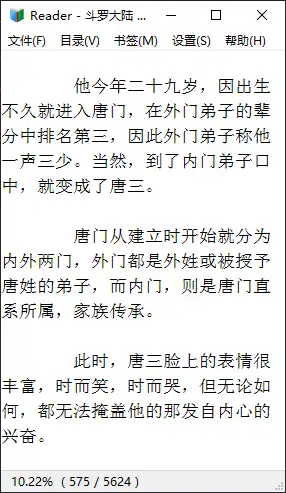 Reader - 斗罗大陆 ...
文件(F) 目录(V) 书签(M) 设置(S) 帮助(H)
他今年二十九岁，因出生
不久就进入唐门，在外门弟子的辈
分中排名第三，因此外门弟子称他
一声三少。当然，到了内门弟子口
中，就变成了唐三。
唐门从建立时开始就分为
内外两门，外门都是外姓或被授予
唐姓的弟子，而内门，则是唐门直
系所属，家族传承。
此时，唐三脸上的表情很
丰富，时而笑，时而哭，但无论如
何，都无法掩盖他的那发自内心的
兴奋。
10.22% （ 575 / 5624 ）